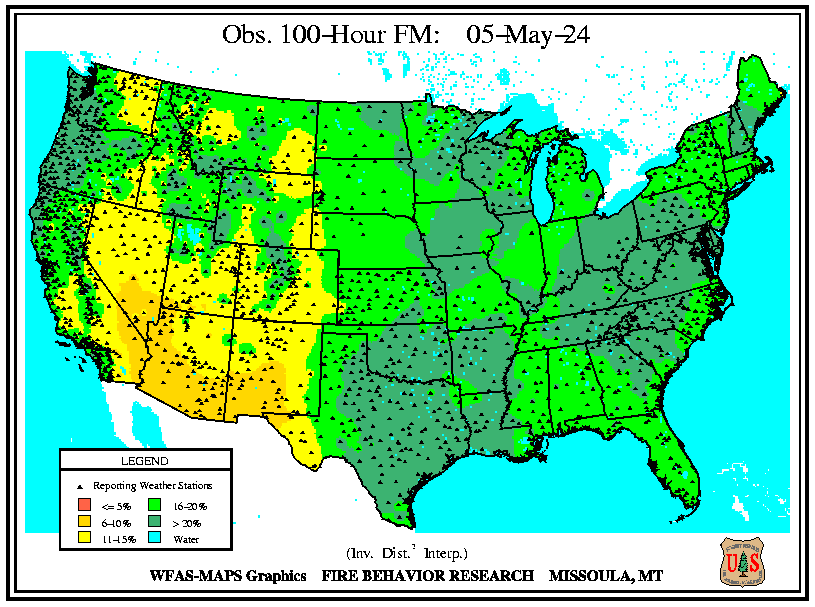 Obs. 100-Hour FM: 05-May-24
LEGEND
Reporting Weather Stations
<= 5%
16-20%
6-10%
> 20%
11-15%
Water
(Inv. Dist.² Interp.)
WFAS-MAPS Graphics FIRE BEHAVIOR RESEARCH MISSOULA, MT
U S